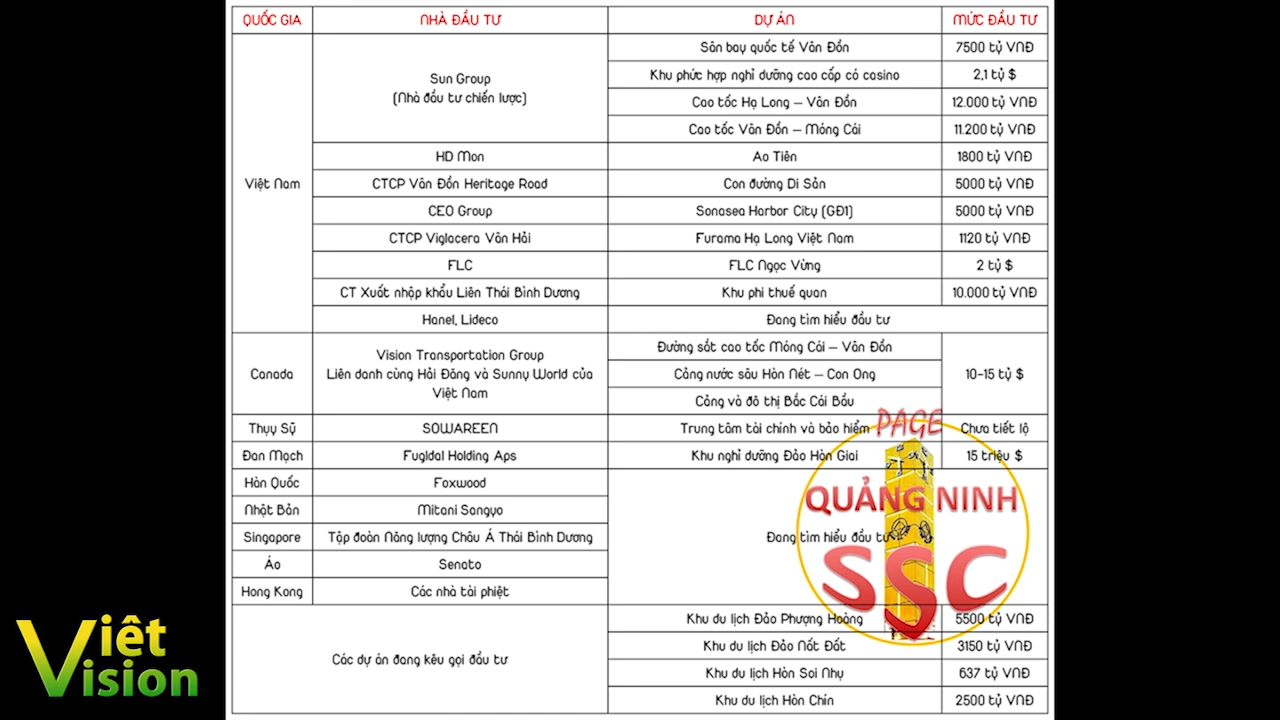 QUỐC GIA NHÀ ĐẦU TƯ DỰ ÁN MỨC ĐẦU TƯ
Việt Nam
Sun Group
(Nhà đầu tư chiến lược)
Sân bay quốc tế Vân Đồn 7500 tỷ VNĐ
Khu phức hợp nghỉ dưỡng cao cấp có casino 2,1 tỷ $
Cao tốc Hạ Long – Vân Đồn 12.000 tỷ VNĐ
Cao tốc Vân Đồn – Móng Cái 11.200 tỷ VNĐ
HD Mon Ao Tiên 1800 tỷ VNĐ
CTCP Vân Đồn Heritage Road Con đường Di Sản 5000 tỷ VNĐ
CEO Group Sonasea Harbor City (GĐ1) 5000 tỷ VNĐ
CTCP Viglacera Vân Hải Furama Hạ Long Việt Nam 1120 tỷ VNĐ
FLC FLC Ngọc Vừng 2 tỷ $
CT Xuất nhập khẩu Liên Thái Bình Dương Khu phi thuế quan 10.000 tỷ VNĐ
Hanel, Lideco Đang tìm hiểu đầu tư
Canada
Vision Transportation Group
Liên danh cùng Hải Đăng và Sunny World của
Việt Nam
Đường sắt cao tốc Móng Cái – Vân Đồn
Cảng nước sâu Hòn Nét – Con Ong
Cảng và đô thị Bắc Cái Bầu
10-15 tỷ $
Thụy Sỹ SOWAREEN Trung tâm tài chính và bảo hiểm Chưa tiết lộ
Đan Mạch Fugldal Holding Aps Khu nghỉ dưỡng Đảo Hòn Giai 15 triệu $
Hàn Quốc Foxwood
Nhật Bản Mitani Sangyo
Singapore Tập đoàn Năng lượng Châu Á Thái Bình Dương
Áo Senato
Hong Kong Các nhà tài phiệt
Đang tìm hiểu đầu tư
Các dự án đang kêu gọi đầu tư
Khu du lịch Đảo Phượng Hoàng 5500 tỷ VNĐ
Khu du lịch Đảo Nất Đất 3150 tỷ VNĐ
Khu du lịch Hòn Soi Nhụ 637 tỷ VNĐ
Khu du lịch Hòn Chín 2500 tỷ VNĐ
PAGE
QUẢNG NINH
SSC
Việt
Vision